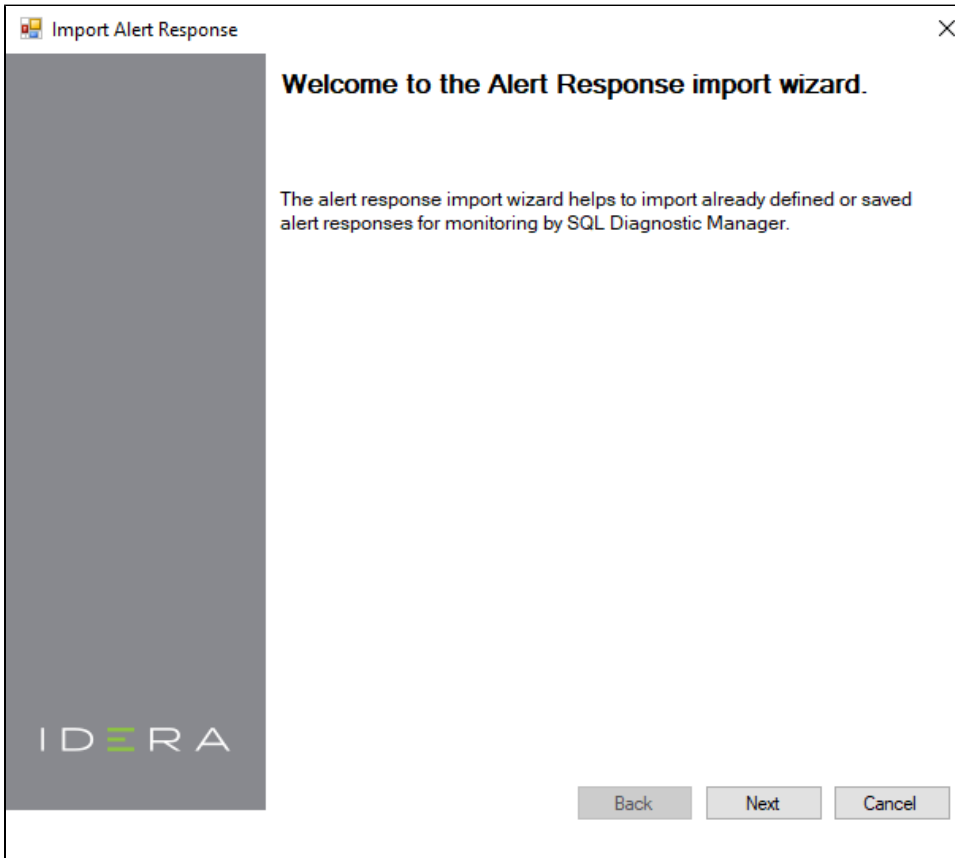 Import Alert Response
Welcome to the Alert Response import wizard.
The alert response import wizard helps to import already defined or saved
alert responses for monitoring by SQL Diagnostic Manager.
IDERA
Back Next Cancel